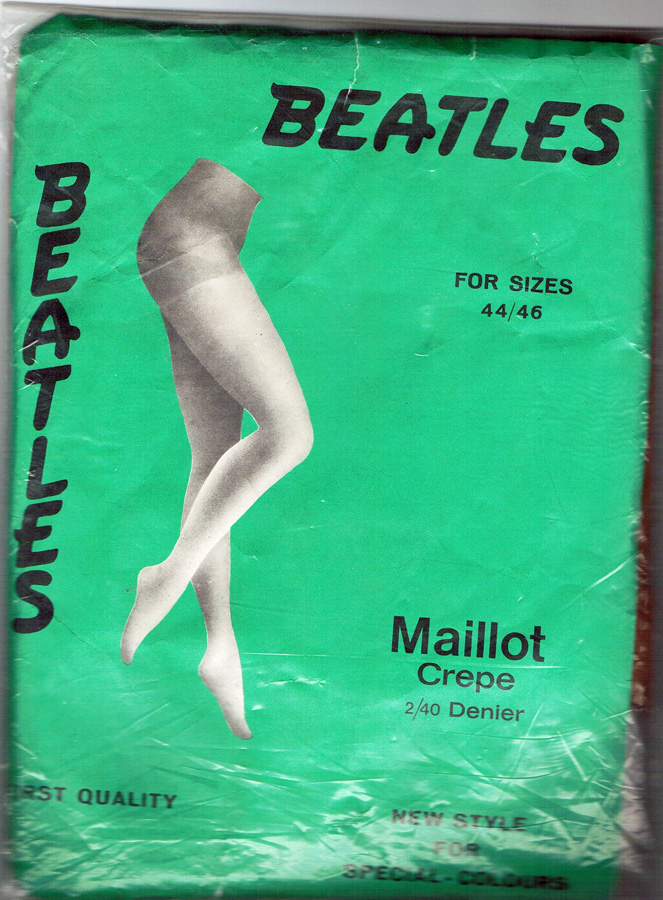 BEATLES
BEATLES
FOR SIZES
44/46
Maillot
Crepe
2/40 Denier
RST QUALITY
NEW STYLE
FOR
SPECIAL-COLOURS